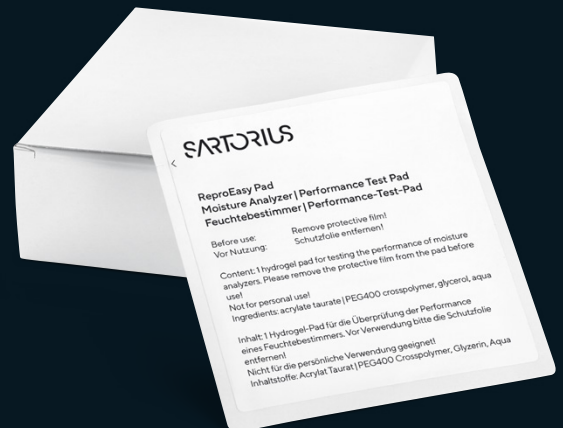 SARTORIUS
ReproEasy Pad
Moisture Analyzer | Performance Test Pad
Feuchtebestimmer | Performance-Test-Pad
Before use: Remove protective film!
Vor Nutzung: Schutzfolie entfernen!
Content: 1 hydrogel pad for testing the performance of moisture
analyzers. Please remove the protective film from the pad before
use!
Not for personal use!
Ingredients: acrylate taurate | PEG400 crosspolymer, glycerol, aqua
Inhalt: 1 Hydrogel-Pad für die Überprüfung der Performance
eines Feuchtebestimmers. Vor Verwendung bitte die Schutzfolie
entfernen!
Nicht für die persönliche Verwendung geeignet!
Inhaltstoffe: Acrylat Taurat | PEG400 Crosspolymer, Glyzerin, Aqua